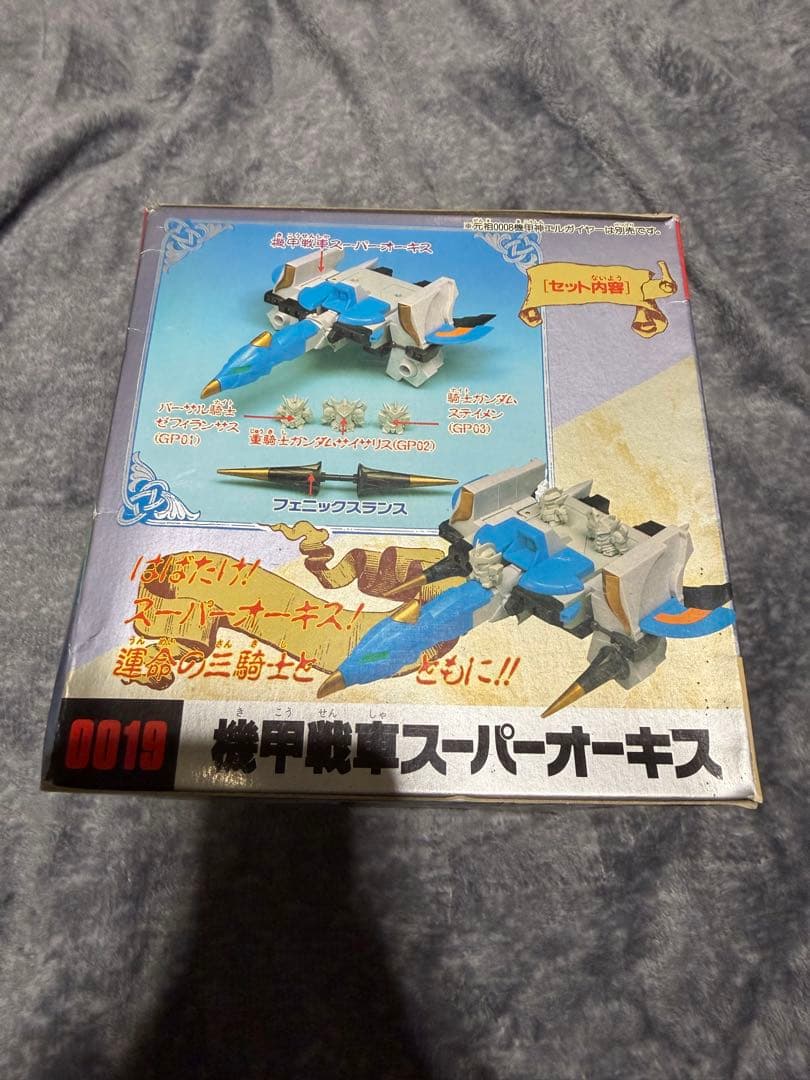 ※元祖0008機甲神エルガイヤーは別売です。
機甲戦車スーパーオーキス
[セット内容]
バーサル騎士
ゼフィランサス
(GP01)
重騎士ガンダムサイサリス(GP02)
騎士ガンダム
ステイメン
(GP03)
フェニックスランス
はばたけ!
スーパーオーキス!
運命の三騎士と ともに!!
0019 機甲戦車スーパーオーキス